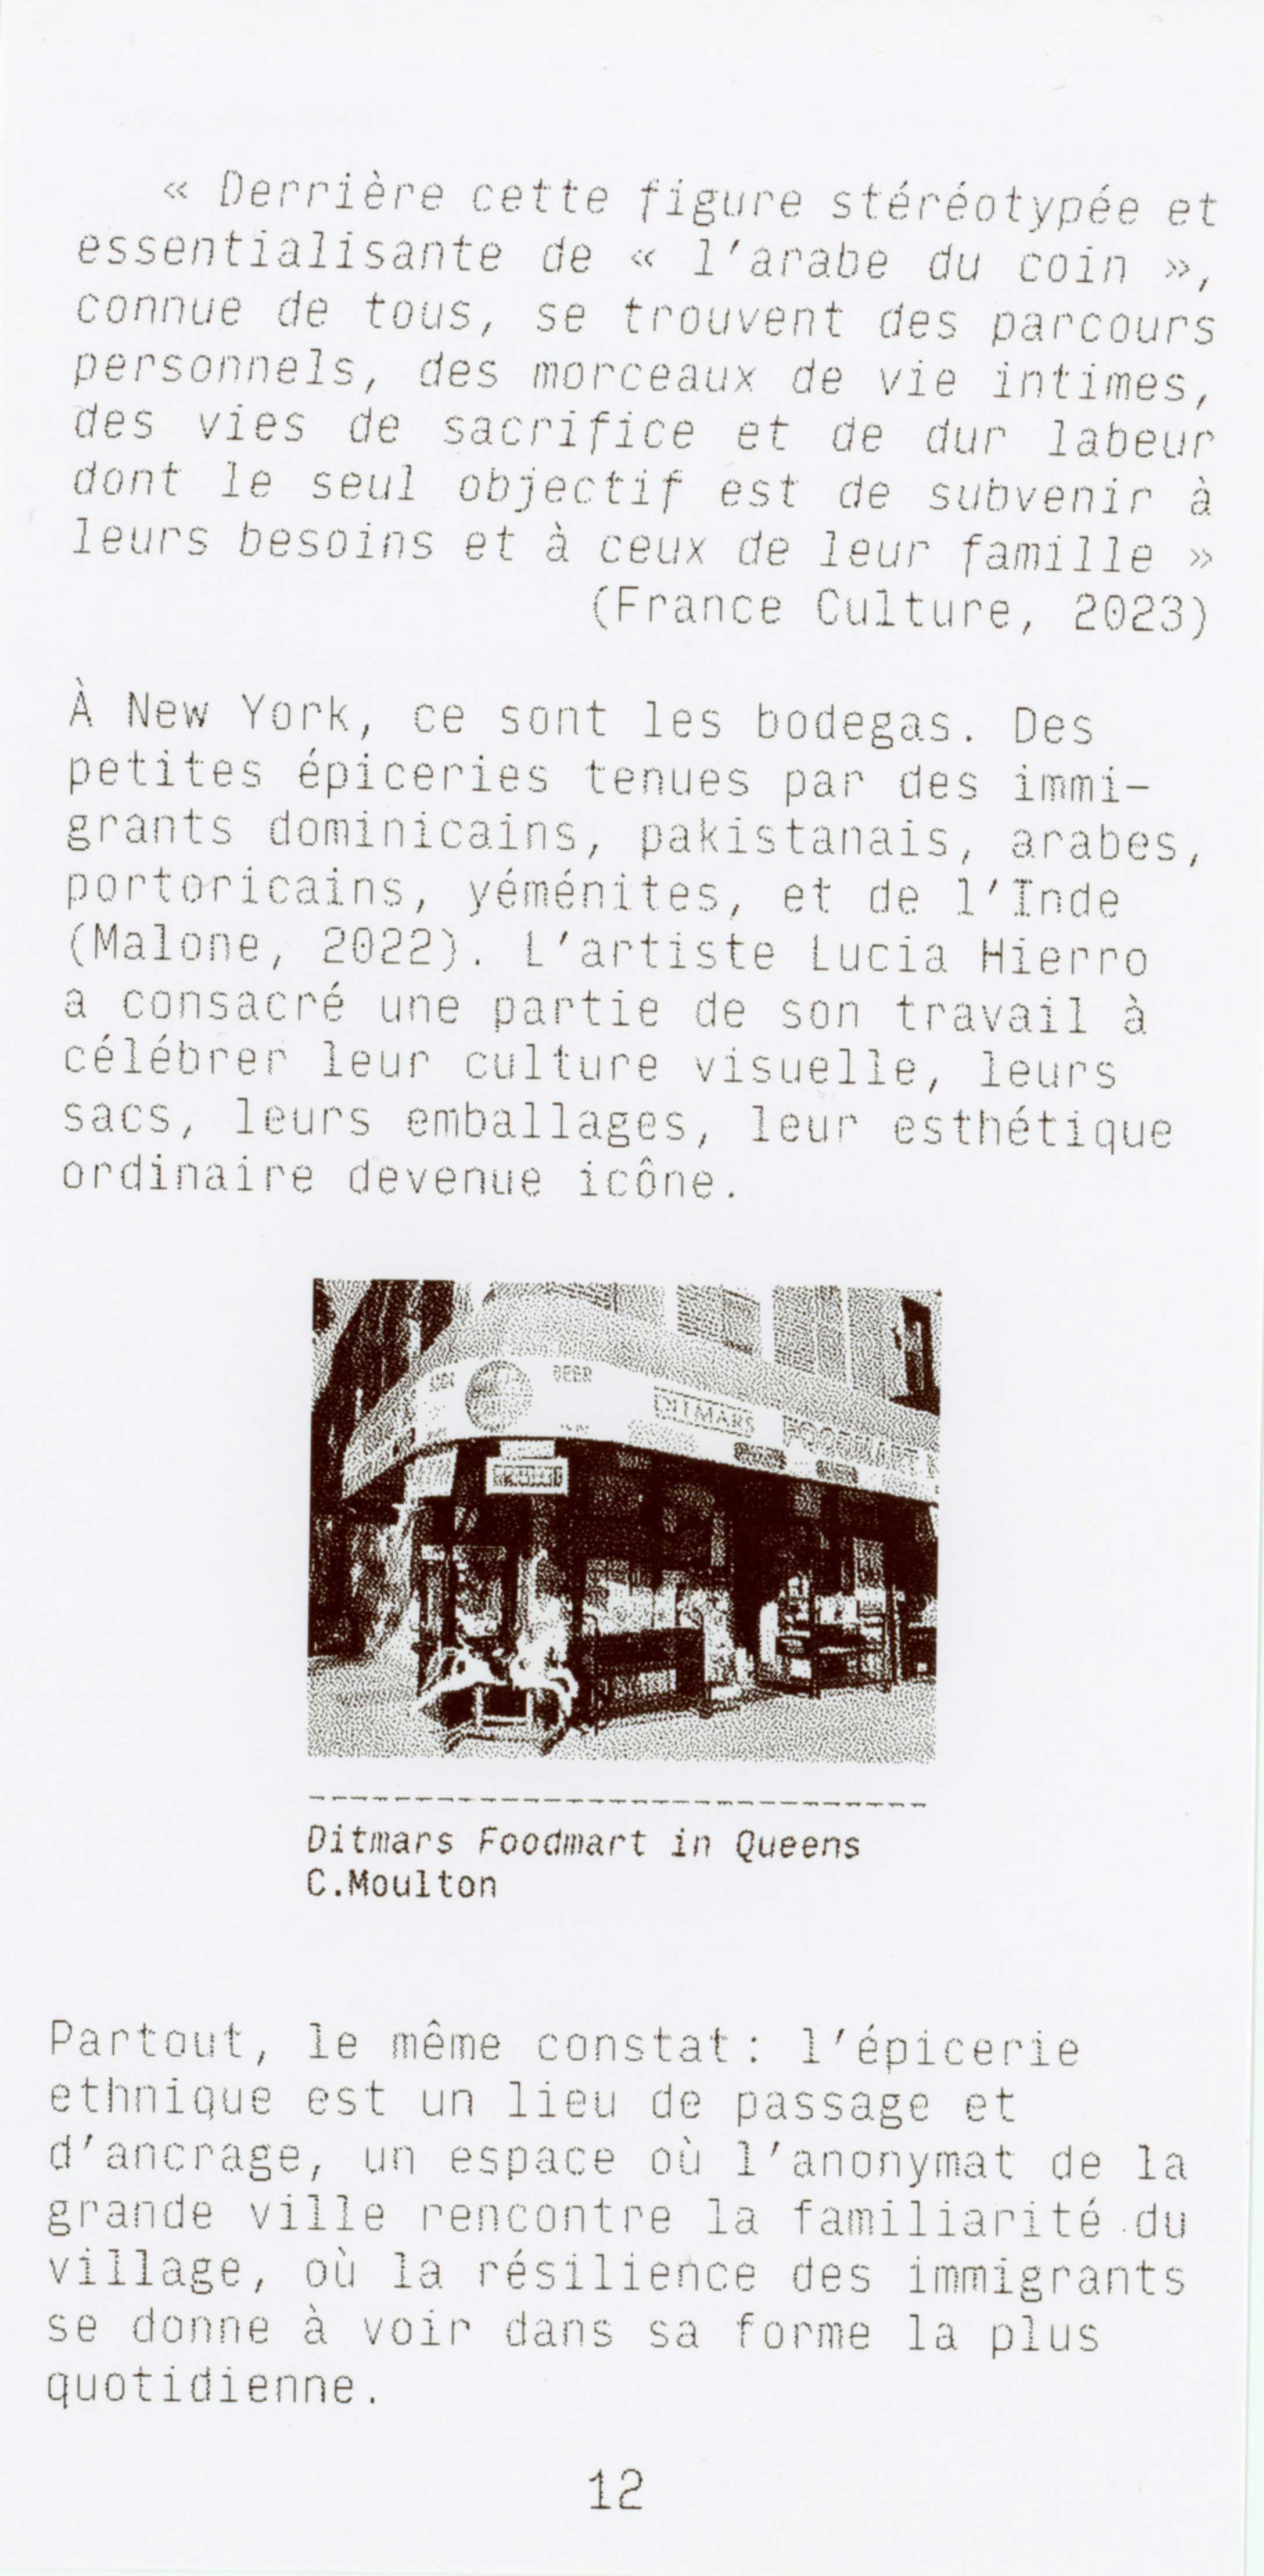 « Derrière cette figure stéréotypée et
essentialisante de « l'arabe du coin »,
connue de tous, se trouvent des parcours
personnels, des morceaux de vie intimes,
des vies de sacrifice et de dur labeur
dont le seul objectif est de subvenir à
leurs besoins et à ceux de leur famille »
(France Culture, 2023)
À New York, ce sont les bodegas. Des
petites épiceries tenues par des immi-
grants dominicains, pakistanais, arabes,
portoricains, yéménites, et de l'Inde
(Malone, 2022). L'artiste Lucia Hierro
a consacré une partie de son travail à
célébrer leur culture visuelle, leurs
sacs, leurs emballages, leur esthétique
ordinaire devenue icône.
BEER
DITMARS FOODMART
Ditmars Foodmart in Queens
C.Moulton
Partout, le même constat: l'épicerie
ethnique est un lieu de passage et
d'ancrage, un espace où l'anonymat de la
grande ville rencontre la familiarité du
village, où la résilience des immigrants
se donne à voir dans sa forme la plus
quotidienne.
12